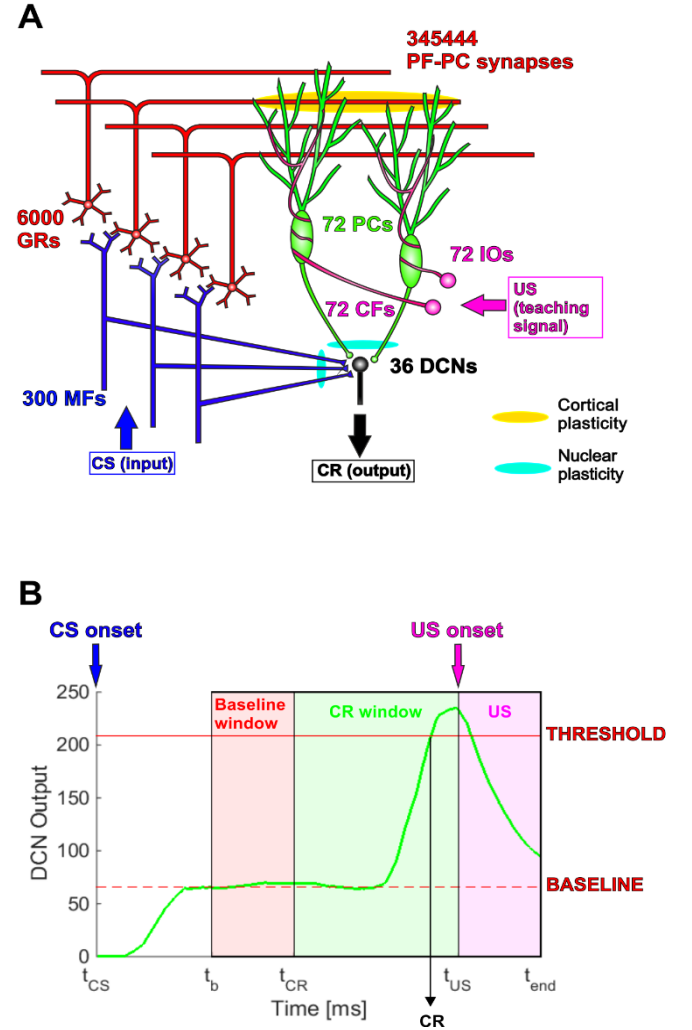 A
345444
PF-PC synapses
6000
GRs
72 PCs
72 IOs
72 CFs
US
(teaching
signal)
300 MFs
36 DCNs
CS (input)
CR (output)
Cortical
plasticity
Nuclear
plasticity
B
CS onset
US onset
250
200
150
100
50
0
DCN Output
Baseline
window
CR window
US
THRESHOLD
BASELINE
tCS
tb
tCR
tUS
tend
Time [ms]
CR